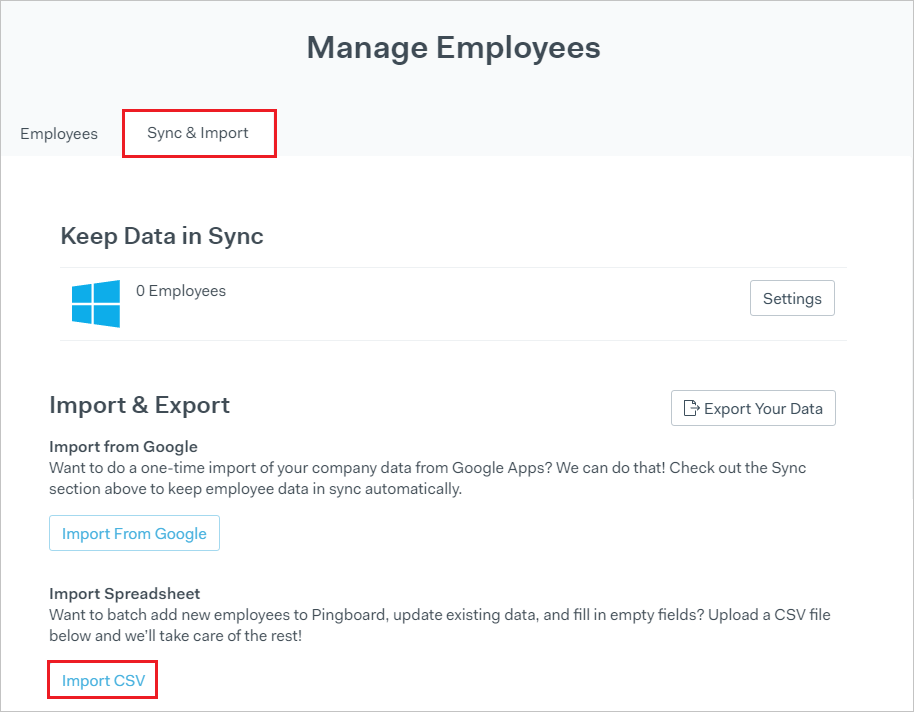 Manage Employees
Employees
Sync & Import
Keep Data in Sync
0 Employees
Settings
Import & Export
Export Your Data
Import from Google
Want to do a one-time import of your company data from Google Apps? We can do that! Check out the Sync
section above to keep employee data in sync automatically.
Import From Google
Import Spreadsheet
Want to batch add new employees to Pingboard, update existing data, and fill in empty fields? Upload a CSV file
below and we'll take care of the rest!
Import CSV